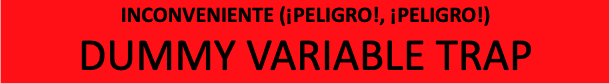 INCONVENIENTE (¡PELIGRO!, ¡PELIGRO!)
DUMMY VARIABLE TRAP